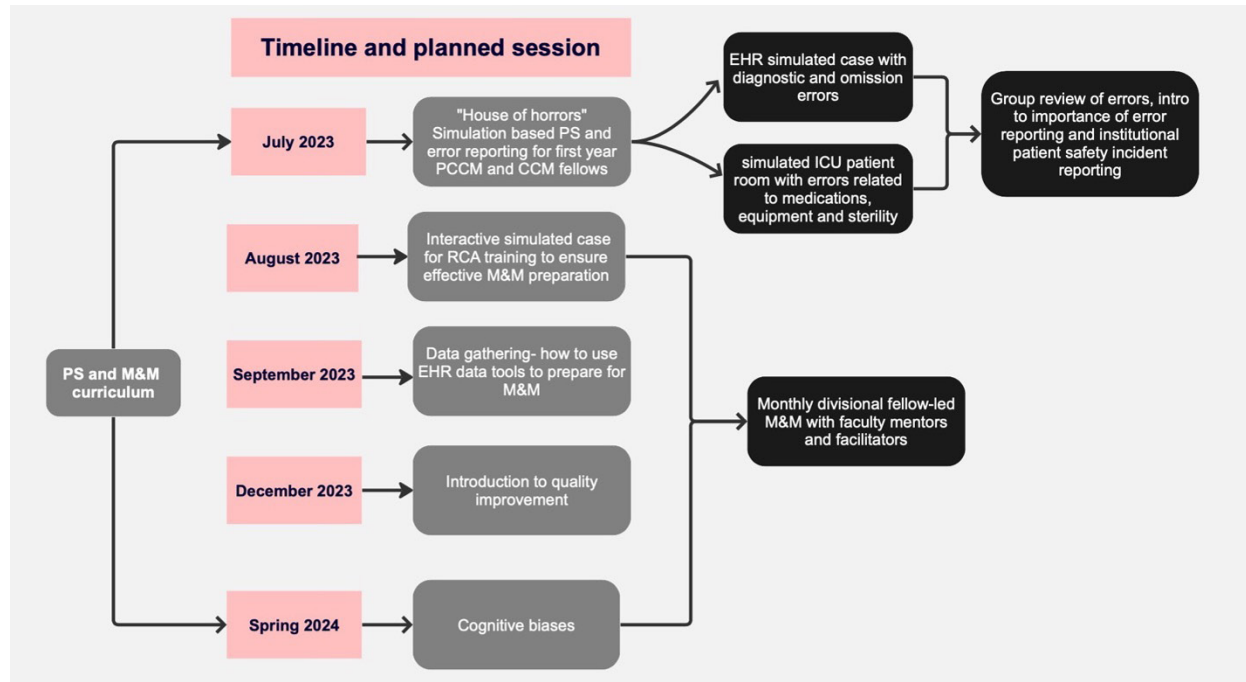 Timeline and planned session
July 2023
"House of horrors"
Simulation based PS and
error reporting for first year
PCCM and CCM fellows
EHR simulated case with
diagnostic and omission
errors
simulated ICU patient
room with errors related
to medications,
equipment and sterility
Group review of errors, intro
to importance of error
reporting and institutional
patient safety incident
reporting
August 2023
Interactive simulated case
for RCA training to ensure
effective M&M preparation
PS and M&M
curriculum
September 2023
Data gathering- how to use
EHR data tools to prepare for
M&M
Monthly divisional fellow-led
M&M with faculty mentors
and facilitators
December 2023
Introduction to quality
improvement
Spring 2024
Cognitive biases